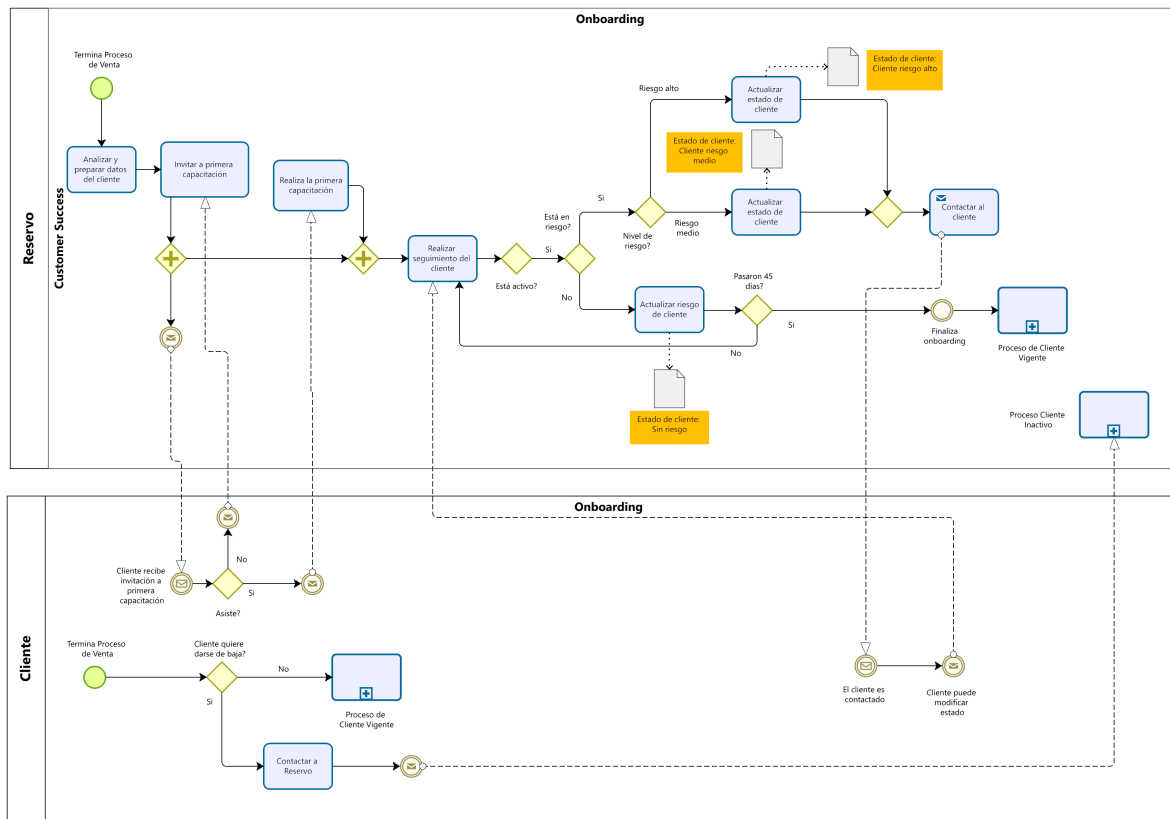 Onboarding
Reservo
Customer Success
Termina Proceso
de Venta
Analizar y
preparar datos
del cliente
Invitar a primera
capacitación
Realiza la primera
capacitación
Realizar
seguimiento del
cliente
Está activo?
Si
Está en
riesgo?
Si
No
Nivel de
riesgo?
Riesgo alto
Riesgo
medio
Actualizar
estado de
cliente
Estado de cliente:
Cliente riesgo alto
Estado de cliente:
Cliente riesgo
medio
Actualizar
estado de
cliente
Contactar al
cliente
Actualizar riesgo
de cliente
Pasaron 45
días?
Si
No
Estado de cliente:
Sin riesgo
Finaliza
onboarding
Proceso de Cliente
Vigente
Proceso Cliente
Inactivo
Onboarding
Cliente
Cliente recibe
invitación a
primera
capacitación
No
Si
Asiste?
Termina Proceso
de Venta
Cliente quiere
darse de baja?
No
Si
Proceso de
Cliente Vigente
Contactar a
Reservo
El cliente es
contactado
Cliente puede
modificar
estado